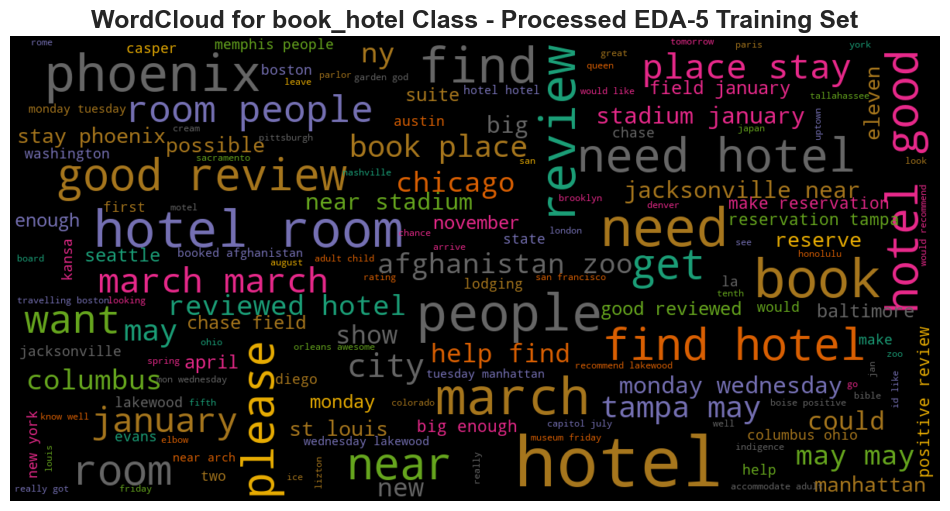 WordCloud for book_hotel Class - Processed EDA-5 Training Set
rome
casper
memphis people
ny
find
great
tomorrow
paris
york
phoenix
boston
parlor
garden god
leave
hotel hotel
queen
would like
place stay
field january
tallahassee
eleven
good
monday tuesday
room people
suite
austin
review
stadium january
uptown
stay phoenix
possible
cream
pittsburgh
big
chase
japan
washington
sacramento
book place
san
need hotel
look
good review
nashville
chicago
jacksonville near
hotel
would recommend
first
motel
near stadium
brooklyn
denver
make reservation
enough
hotel room
chance
november
state
london
need
reservation tampa
kansa
seattle
booked afghanistan
arrive
see
reserve
honolulu
board
august
adult child
afghanistan zoo
get
book
march march
rating
lodging
san francisco
la
tenth
travelling boston
looking
reviewed hotel
people
good reviewed
would
baltimore
want
may
chase field
show
find hotel
make
ohio
orleans awesome
zoo
jacksonville
spring
april
please
city
help find
recommend lakewood
jan
columbus
mon wednesday
diego
tuesday manhattan
monday wednesday
go
id like
positive review
lakewood
fifth
monday
colorado
march
tampa may
boise positive
bible
new york
know well
january
st louis
big enough
capitol july
well
could
louis
evans
elbow
wednesday lakewood
museum friday
columbus ohio
room
near arch
two
ice
lizton
near
really
hotel
indigence
help
may may
really got
friday
new
accommodate adult
manhattan